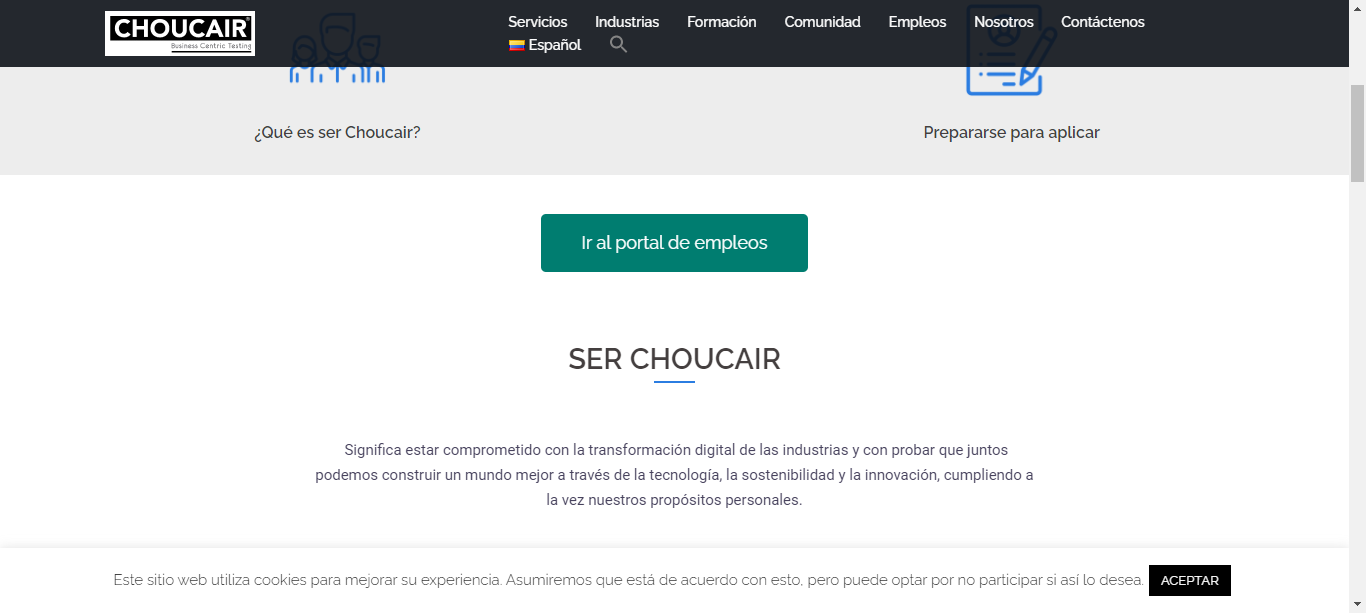 CHOUCAIR®
Business Centric Testing
Servicios Industrias Formación Comunidad Empleos Nosotros Contáctenos
Español
¿Qué es ser Choucair?
Prepararse para aplicar
Ir al portal de empleos
SER CHOUCAIR
Significa estar comprometido con la transformación digital de las industrias y con probar que juntos
podemos construir un mundo mejor a través de la tecnología, la sostenibilidad y la innovación, cumpliendo a
la vez nuestros propósitos personales.
Este sitio web utiliza cookies para mejorar su experiencia. Asumiremos que está de acuerdo con esto, pero puede optar por no participar si así lo desea. ACEPTAR